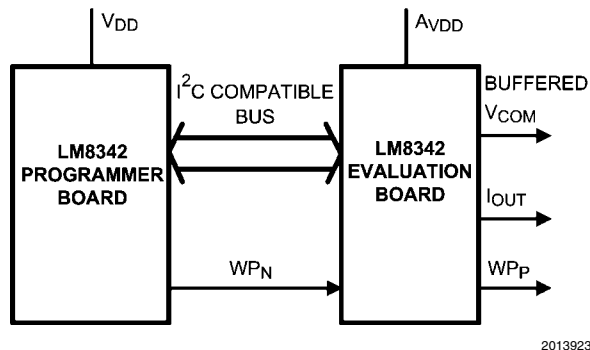 VDD
AVDD
I2C COMPATIBLE
BUS
BUFFERED
VCOM
LM8342
PROGRAMMER
BOARD
LM8342
EVALUATION
BOARD
IOUT
WPN
WPP
2013923